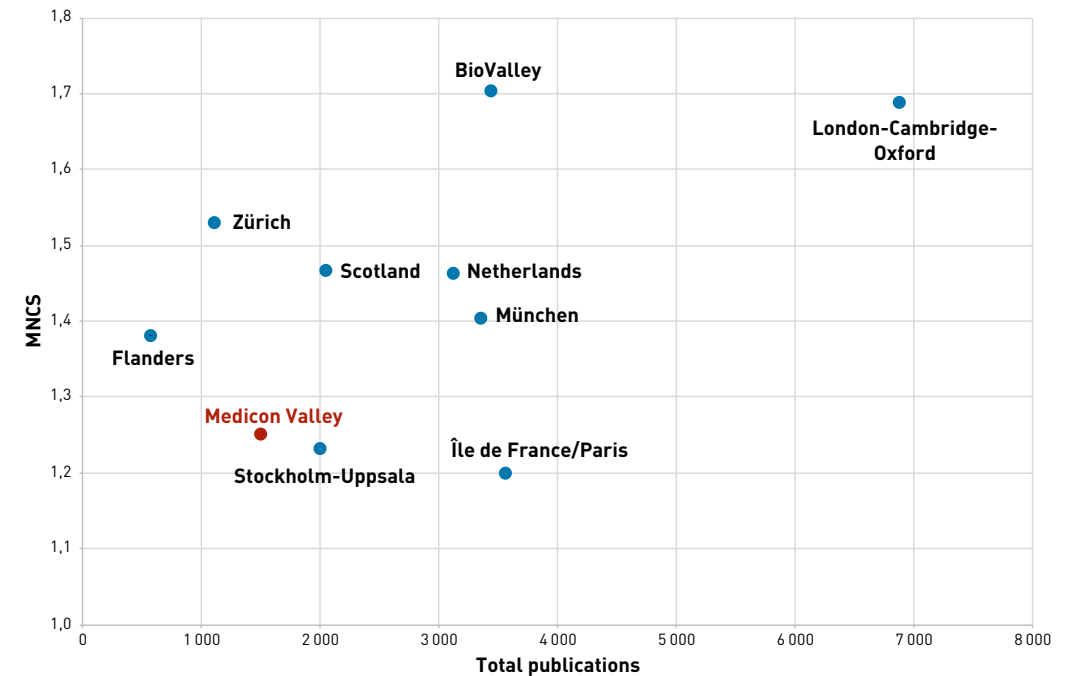 1,8
BioValley
1,7
London-Cambridge-
Oxford
1,6
Zürich
1,5
Scotland
Netherlands
München
1,4
Flanders
1,3
Medicon Valley
Île de France/Paris
1,2
Stockholm-Uppsala
1,1
1,0
MNCS
0 1 000 2 000 3 000 4 000 5 000 6 000 7 000 8 000
Total publications